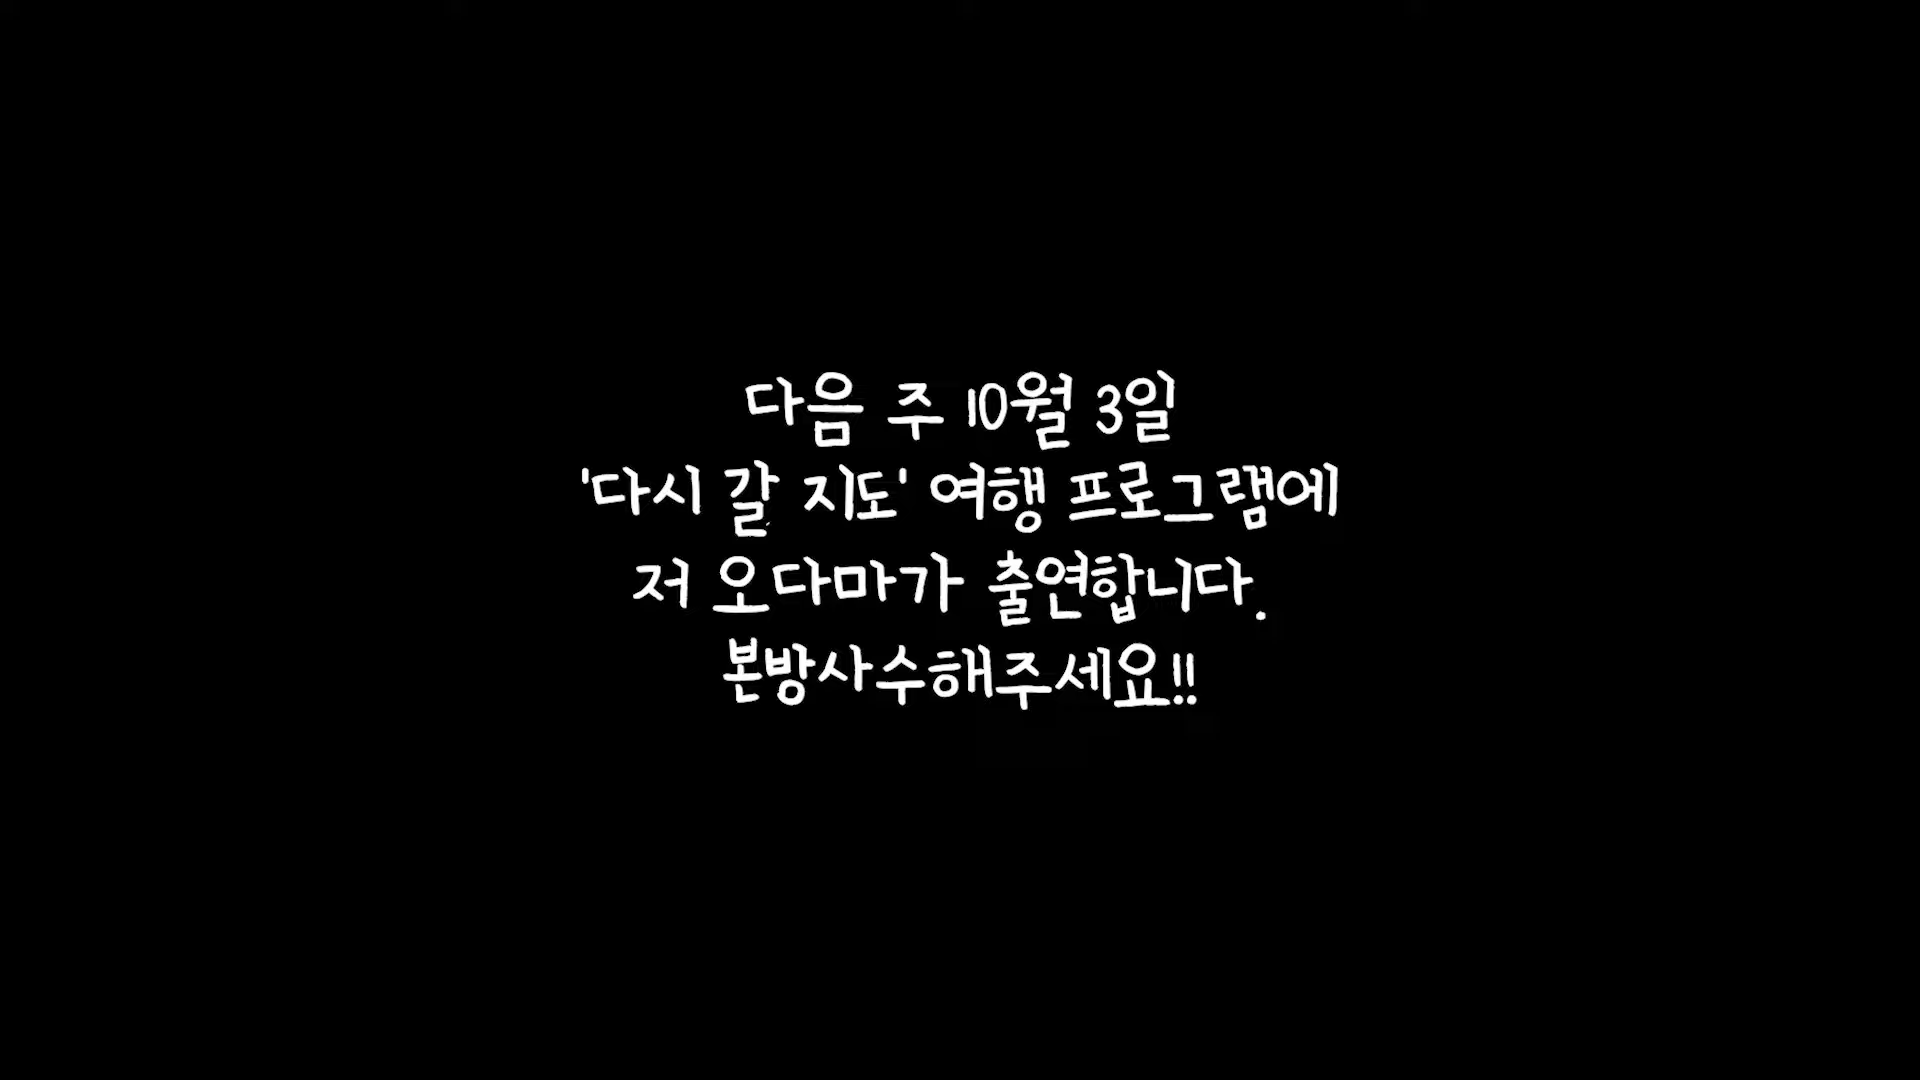 다음 주 10월 3일
'다시 갈 지도' 여행 프로그램에
저 오다마가 출연합니다.
본방사수해주세요!!